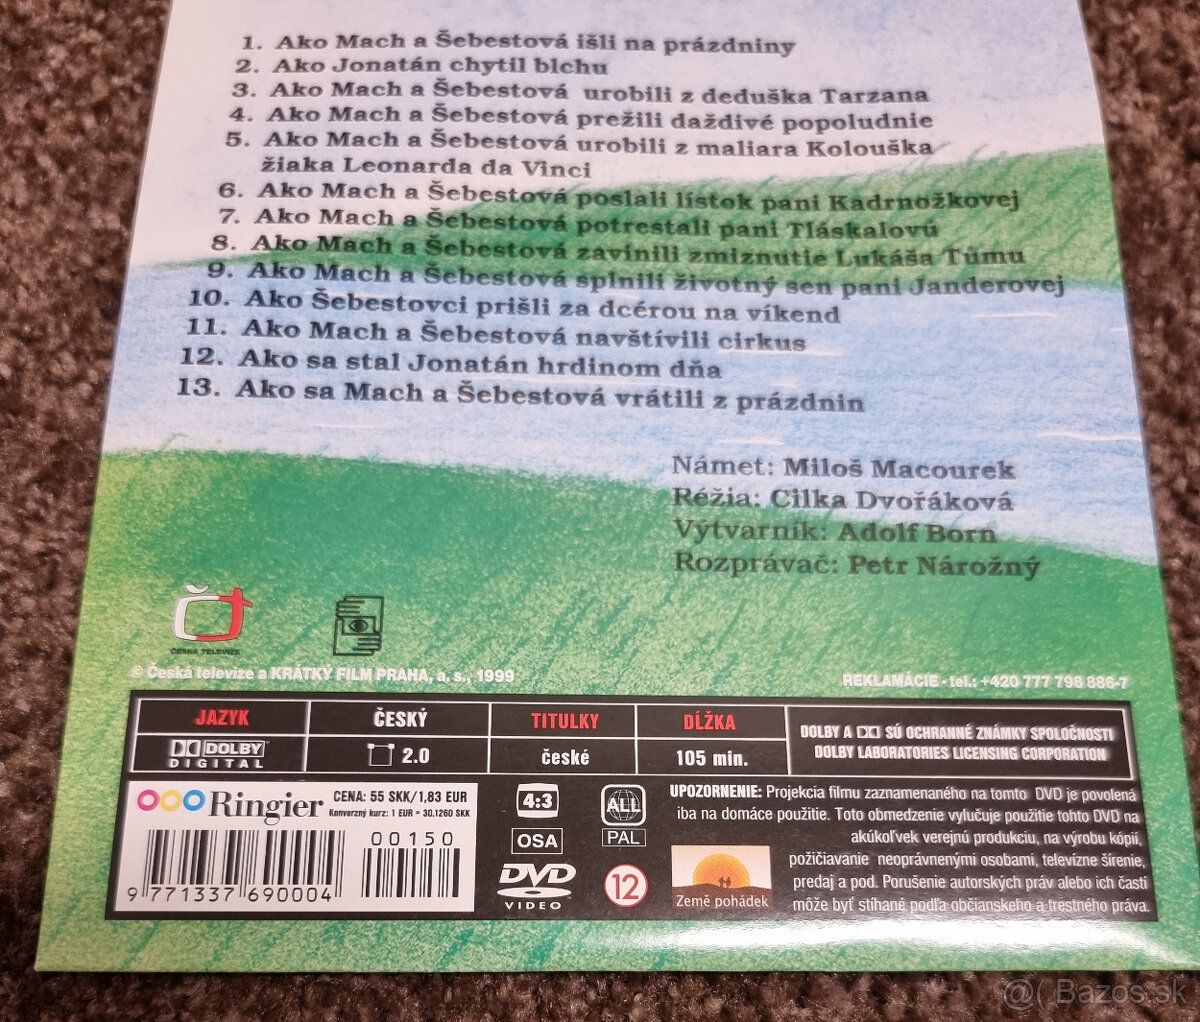 1. Ako Mach a Šebestová išli na prázdniny
2. Ako Jonatán chytil blchu
3. Ako Mach a Šebestová urobili z deduška Tarzana
4. Ako Mach a Šebestová prežili daždivé popoludnie
5. Ako Mach a Šebestová urobili z maliara Kolouška
žiaka Leonarda da Vinci
6. Ako Mach a Šebestová poslali lístok pani Kadrnožkovej
7. Ako Mach a Šebestová potrestali pani Tláskalovú
8. Ako Mach a Šebestová zavinili zmiznutie Lukáša Tůmu
9. Ako Mach a Šebestová splnili životný sen pani Janderovej
10. Ako Šebestovci prišli za dcérou na víkend
11. Ako Mach a Šebestová navštívili cirkus
12. Ako sa stal Jonatán hrdinom dňa
13. Ako sa Mach a Šebestová vrátili z prázdnin
Námet: Miloš Macourek
Réžia: Cilka Dvořáková
Výtvarník: Adolf Born
Rozprávač: Petr Nárožný
ČESKÁ TELEVIZE
© Česká televize a KRÁTKÝ FILM PRAHA, a. s., 1999
REKLAMÁCIE - tel.: +420 777 798 886-7
JAZYK ČESKÝ TITULKY DĹŽKA
DOLBY DIGITAL 2.0 české 105 min.
DOLBY A DD SÚ OCHRANNÉ ZNÁMKY SPOLOČNOSTI
DOLBY LABORATORIES LICENSING CORPORATION
Ringier
CENA: 55 SKK/1,83 EUR
Konverzný kurz: 1 EUR = 30,1260 SKK
00150
9 771337 690004
4:3
ALL
OSA
PAL
DVD
VIDEO
12
Země pohádek
UPOZORNENIE: Projekcia filmu zaznamenaného na tomto DVD je povolená
iba na domáce použitie. Toto obmedzenie vylučuje použitie tohto DVD na
akúkoľvek verejnú produkciu, na výrobu kópií,
požičiavanie neoprávnenými osobami, televízne šírenie,
predaj a pod. Porušenie autorských práv alebo ich častí
môže byť stíhané podľa občianskeho a trestného práva.
@( Bazos.sk